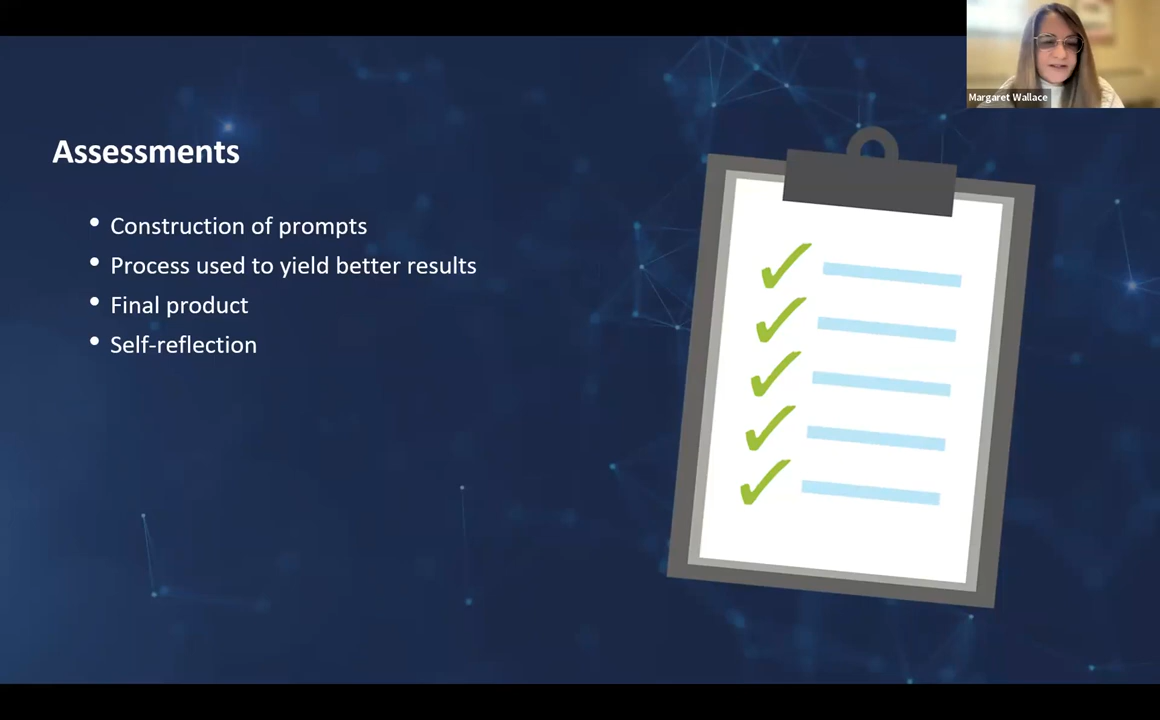 Margaret Wallace
Assessments
• Construction of prompts
• Process used to yield better results
• Final product
• Self-reflection